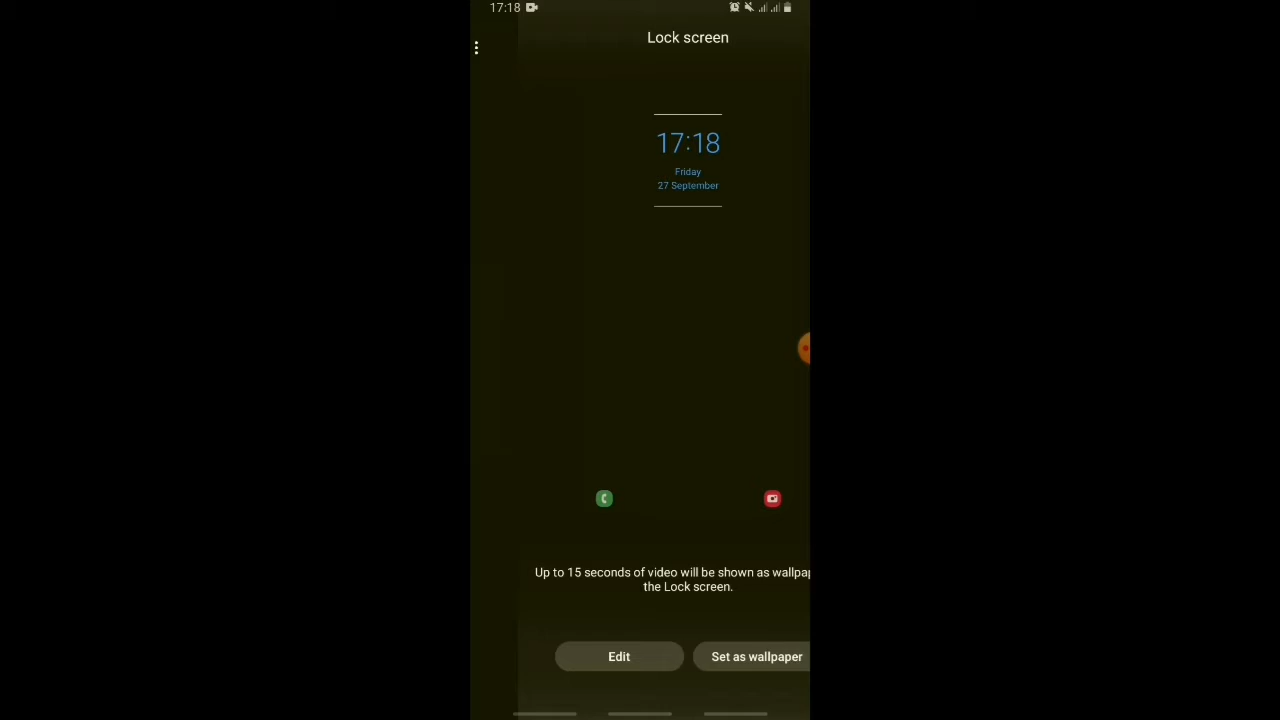 17:18
Lock screen
17:18
Friday
27 September
Up to 15 seconds of video will be shown as
the Lock screen.
Edit
Set as wallpaper